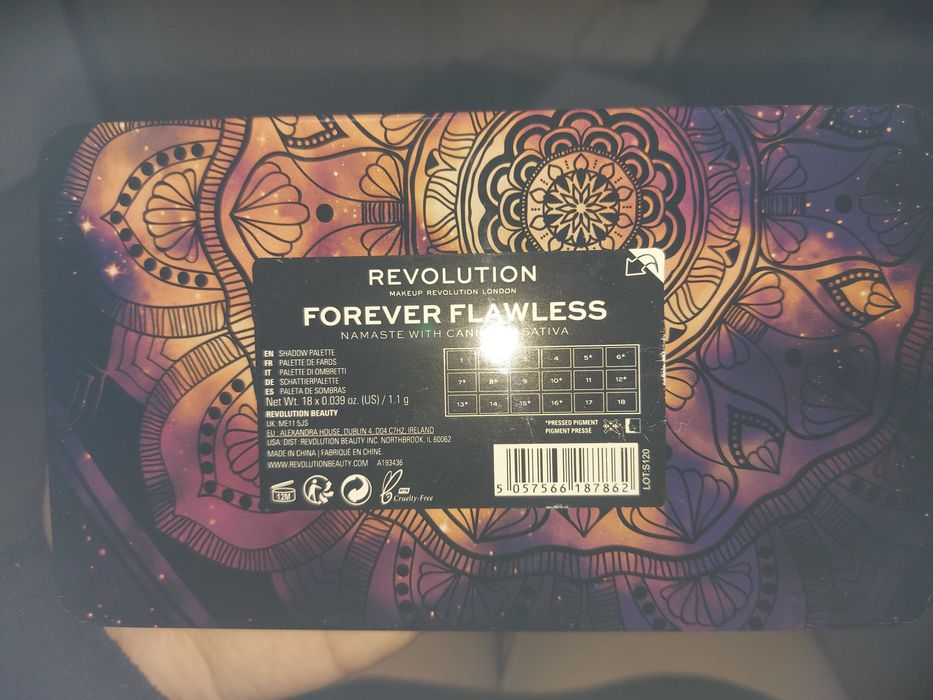 REVOLUTION
MAKEUP REVOLUTION LONDON
FOREVER FLAWLESS
NAMASTE WITH SATIVA
EN SHADOW PALETTE
FR PALETTE DE FARDS
IT PALETTE DI OMBRETTI
DE SCHATTIERPALETTE
ES PALETA DE SOMBRAS
Net Wt. 18 x 0.039 oz. (US) / 1.1 g
REVOLUTION BEAUTY
UK: ME11 5JS
EU: ALEXANDRA HOUSE, DUBLIN 4, D04 C7H2, IRELAND
USA: DIST. REVOLUTION BEAUTY INC. NORTHBROOK, IL 60062
MADE IN CHINA | FABRIQUÉ EN CHINE.
WWW.REVOLUTIONBEAUTY.COM A193436
12M
Cruelty-Free
1 4 5* 6*
7* 8* 9 10* 11 12*
13* 14 15* 16* 17 18
*PRESSED PIGMENT
PIGMENT PRESSÉ
5 057566 187862
LOT:S120